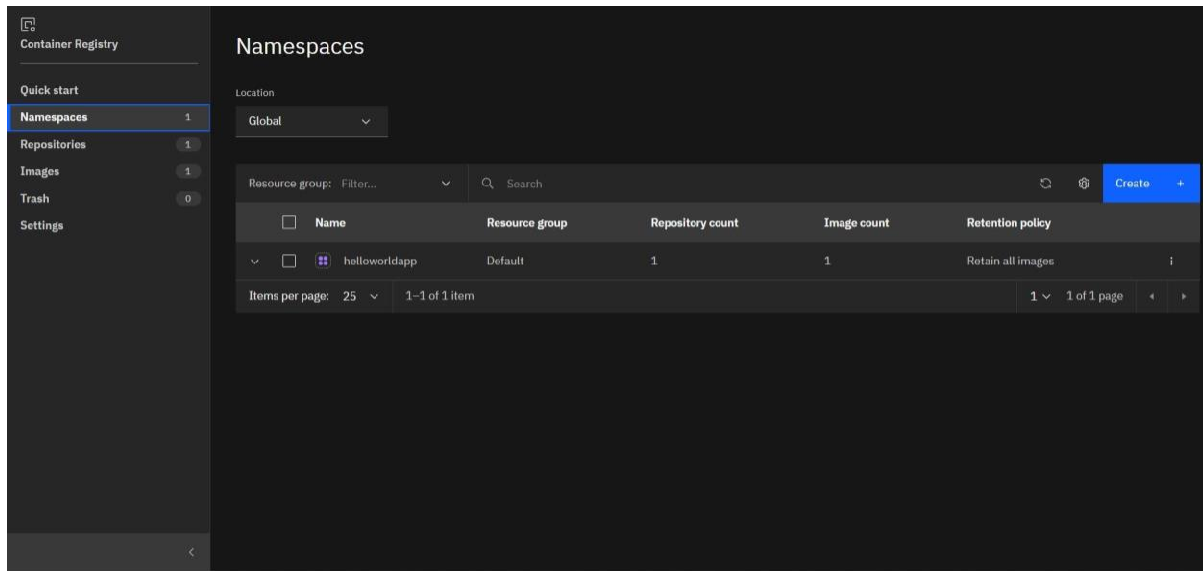 Container Registry
Quick start
Namespaces 1
Repositories 1
Images 1
Trash 0
Settings
Namespaces
Location
Global
Resource group: Filter... Search Create +
Name Resource group Repository count Image count Retention policy
helloworldapp Default 1 1 Retain all images
Items per page: 25 1–1 of 1 item 1 1 of 1 page